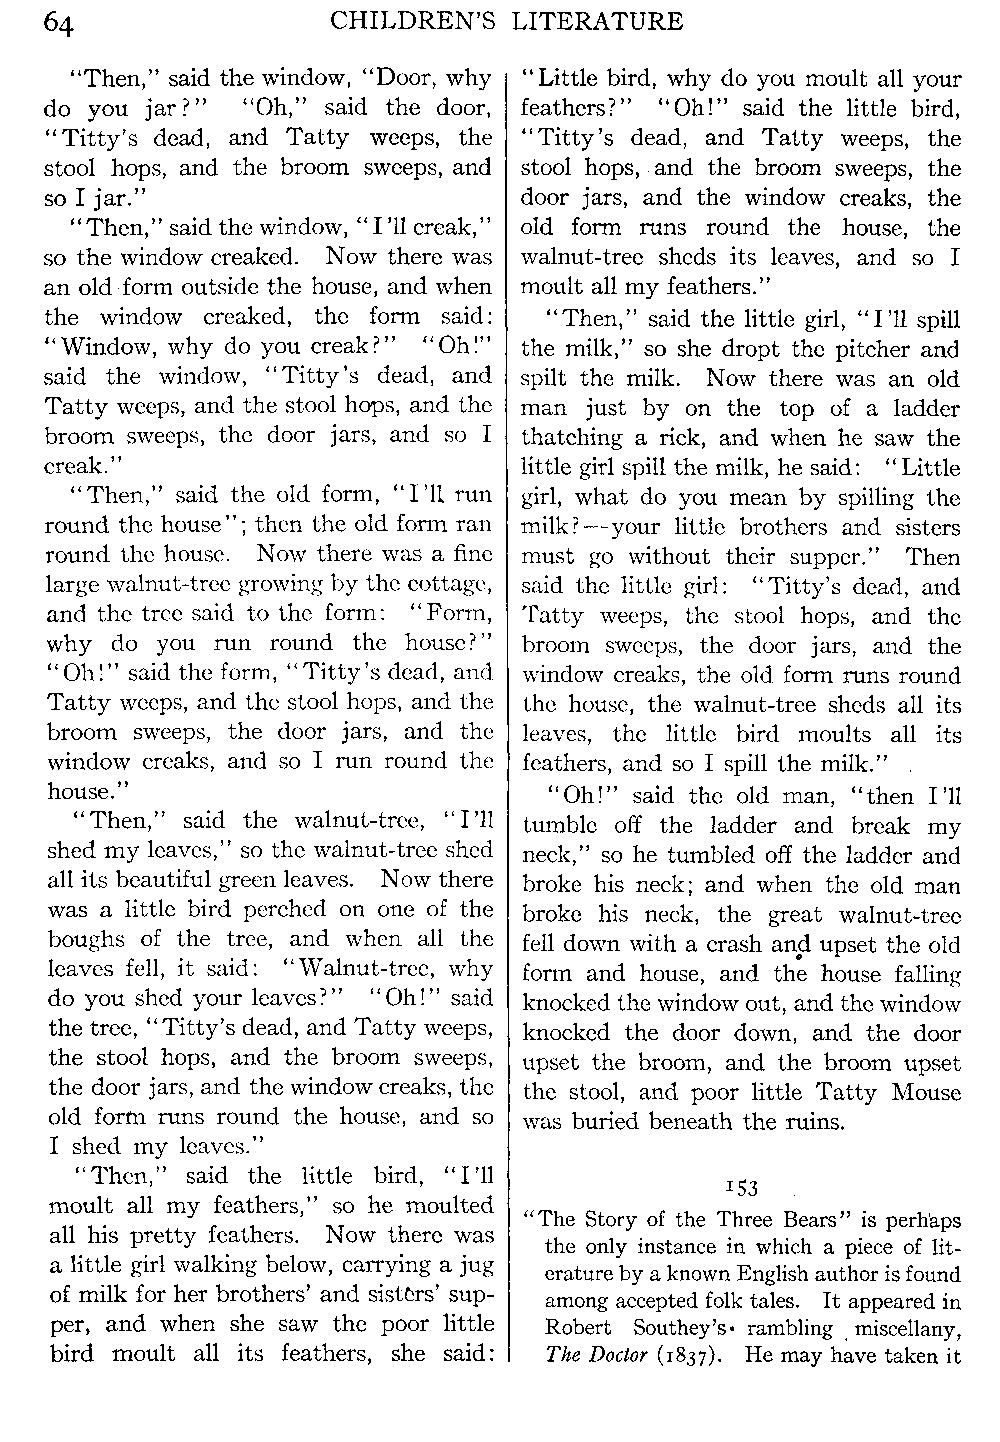 64
CHILDREN'S LITERATURE
"Then," said the window, "Door, why
do you jar?" "Oh," said the door,
"Titty's dead, and Tatty weeps, the
stool hops, and the broom sweeps, and
so I jar."
"Then," said the window, "I'll creak,"
so the window creaked. Now there was
an old form outside the house, and when
the window creaked, the form said:
"Window, why do you creak?" "Oh!"
said the window, "Titty's dead, and
Tatty weeps, and the stool hops, and the
broom sweeps, the door jars, and so I
creak."
"Then," said the old form, "I'll run
round the house"; then the old form ran
round the house. Now there was a fine
large walnut-tree growing by the cottage,
and the tree said to the form: "Form,
why do you run round the house?"
"Oh!" said the form, "Titty's dead, and
Tatty weeps, and the stool hops, and the
broom sweeps, the door jars, and the
window creaks, and so I run round the
house."
"Then," said the walnut-tree, "I'll
shed my leaves," so the walnut-tree shed
all its beautiful green leaves. Now there
was a little bird perched on one of the
boughs of the tree, and when all the
leaves fell, it said: "Walnut-tree, why
do you shed your leaves?" "Oh!" said
the tree, "Titty's dead, and Tatty weeps,
the stool hops, and the broom sweeps,
the door jars, and the window creaks, the
old form runs round the house, and so
I shed my leaves."
"Then," said the little bird, "I'll
moult all my feathers," so he moulted
all his pretty feathers. Now there was
a little girl walking below, carrying a jug
of milk for her brothers' and sisters' sup-
per, and when she saw the poor little
bird moult all its feathers, she said:
"Little bird, why do you moult all your
feathers?" "Oh!" said the little bird,
"Titty's dead, and Tatty weeps, the
stool hops, and the broom sweeps, the
door jars, and the window creaks, the
old form runs round the house, the
walnut-tree sheds its leaves, and so I
moult all my feathers."
"Then," said the little girl, "I'll spill
the milk," so she dropt the pitcher and
spilt the milk. Now there was an old
man just by on the top of a ladder
thatching a rick, and when he saw the
little girl spill the milk, he said: "Little
girl, what do you mean by spilling the
milk?—your little brothers and sisters
must go without their supper." Then
said the little girl: "Titty's dead, and
Tatty weeps, the stool hops, and the
broom sweeps, the door jars, and the
window creaks, the old form runs round
the house, the walnut-tree sheds all its
leaves, the little bird moults all its
feathers, and so I spill the milk."
"Oh!" said the old man, "then I'll
tumble off the ladder and break my
neck," so he tumbled off the ladder and
broke his neck; and when the old man
broke his neck, the great walnut-tree
fell down with a crash and upset the old
form and house, and the house falling
knocked the window out, and the window
knocked the door down, and the door
upset the broom, and the broom upset
the stool, and poor little Tatty Mouse
was buried beneath the ruins.
153
"The Story of the Three Bears" is perhaps
the only instance in which a piece of lit-
erature by a known English author is found
among accepted folk tales. It appeared in
Robert Southey's rambling miscellany,
The Doctor (1837). He may have taken it